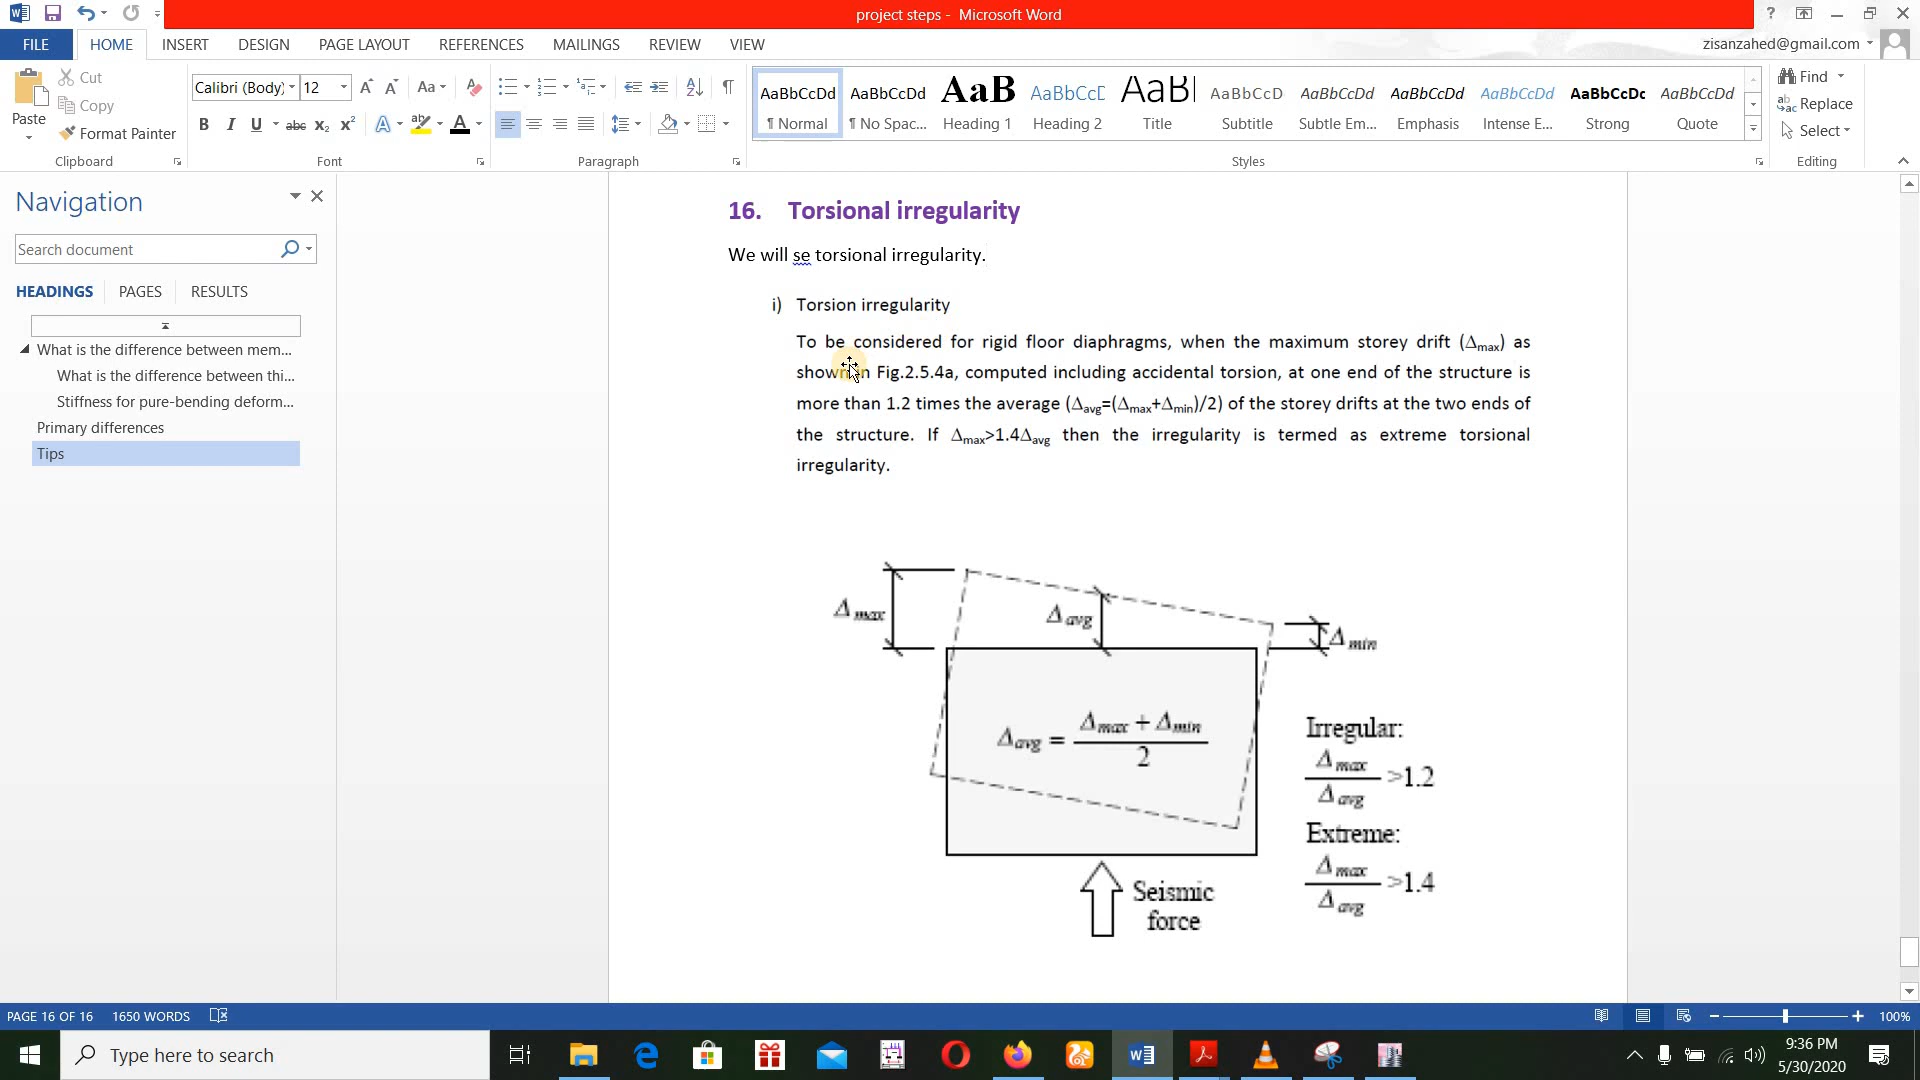 project steps - Microsoft Word
FILE HOME INSERT DESIGN PAGE LAYOUT REFERENCES MAILINGS REVIEW VIEW
zisanzahed@gmail.com
Paste
Cut
Copy
Format Painter
Clipboard
Calibri (Body) 12
Font
Paragraph
AaBbCcDd AaBbCcDd AaB AaBbCc AaB AaBbCcD AaBbCcDd AaBbCcDd AaBbCcDd AaBbCcDc AaBbCcDd
¶ Normal ¶ No Spac... Heading 1 Heading 2 Title Subtitle Subtle Em... Emphasis Intense E... Strong Quote
Styles
Find
Replace
Select
Editing
Navigation
Search document
HEADINGS PAGES RESULTS
What is the difference between mem...
What is the difference between thi...
Stiffness for pure-bending deform...
Primary differences
Tips
16. Torsional irregularity
We will se torsional irregularity.
i) Torsion irregularity
To be considered for rigid floor diaphragms, when the maximum storey drift (Δmax) as
shown in Fig.2.5.4a, computed including accidental torsion, at one end of the structure is
more than 1.2 times the average (Δavg=(Δmax+Δmin)/2) of the storey drifts at the two ends of
the structure. If Δmax>1.4Δavg then the irregularity is termed as extreme torsional
irregularity.
Δ max
Δ avg
Δ min
Δavg = (Δmax + Δmin) / 2
Irregular:
Δ max / Δ avg >1.2
Extreme:
Δ max / Δ avg >1.4
Seismic
force
PAGE 16 OF 16 1650 WORDS
100%
Type here to search
9:36 PM
5/30/2020